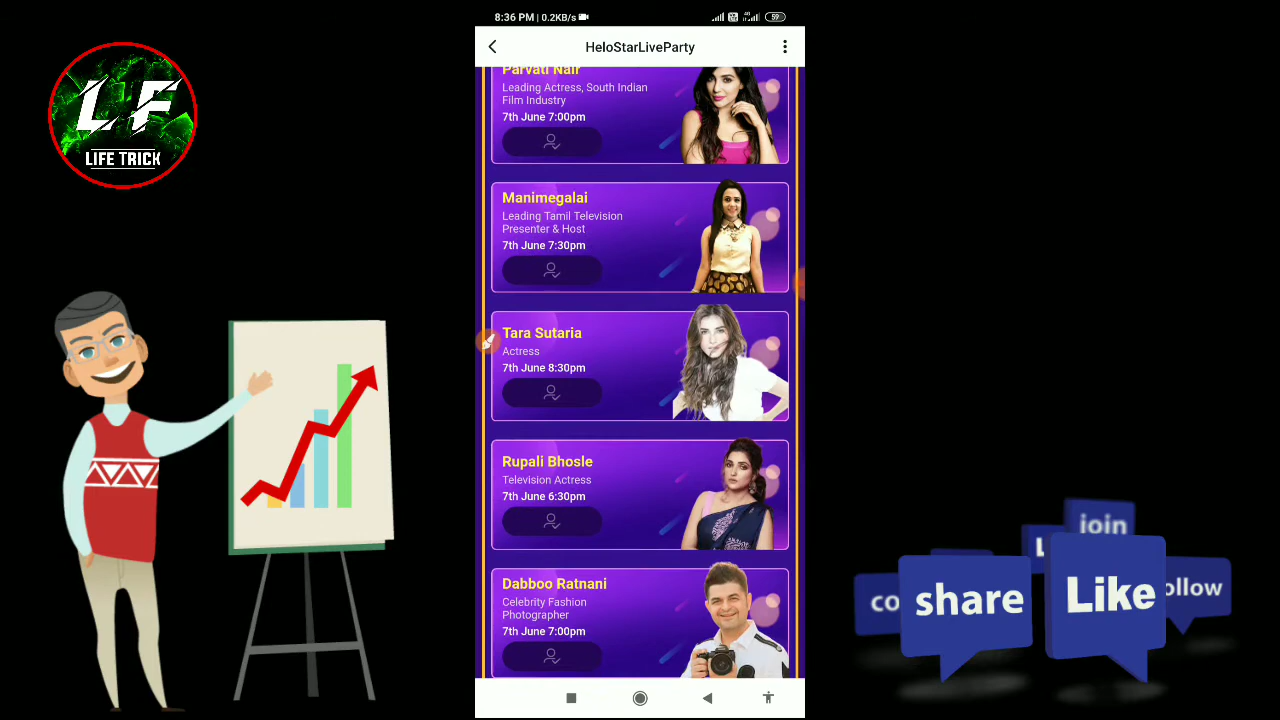 8:36 PM | 0.2KB/s
59
HeloStarLiveParty
LF
LIFE TRICK
Parvati Nair
Leading Actress, South Indian
Film Industry
7th June 7:00pm
Manimegalai
Leading Tamil Television
Presenter & Host
7th June 7:30pm
Tara Sutaria
Actress
7th June 8:30pm
Rupali Bhosle
Television Actress
7th June 6:30pm
Dabboo Ratnani
Celebrity Fashion
Photographer
7th June 7:00pm
join
L
co
share
Like
ollow